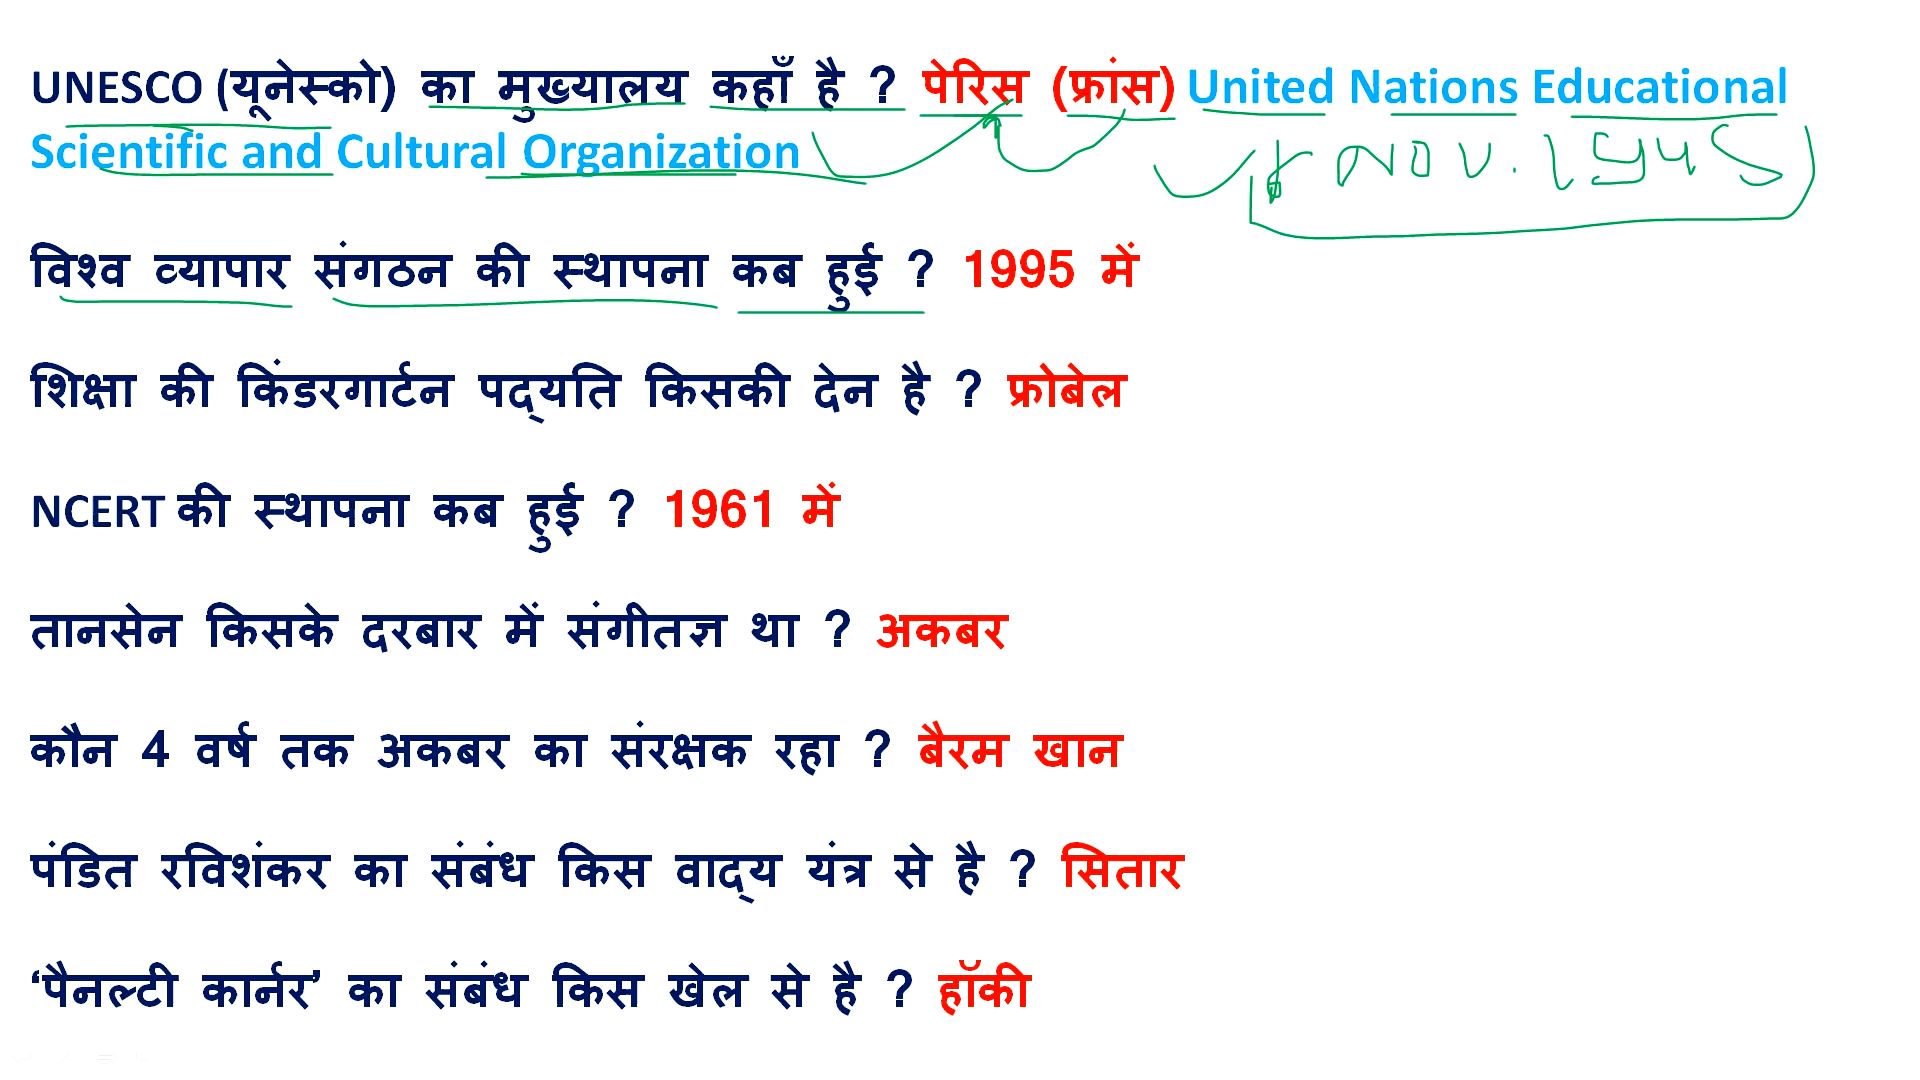 UNESCO (यूनेस्को) का मुख्यालय कहाँ है ? पेरिस (फ्रांस) United Nations Educational
Scientific and Cultural Organization NOV. 1945
विश्व व्यापार संगठन की स्थापना कब हुई ? 1995 में
शिक्षा की किंडरगार्टन पद्यति किसकी देन है ? फ्रोबेल
NCERT की स्थापना कब हुई ? 1961 में
तानसेन किसके दरबार में संगीतज्ञ था ? अकबर
कौन 4 वर्ष तक अकबर का संरक्षक रहा ? बैरम खान
पंडित रविशंकर का संबंध किस वाद्य यंत्र से है ? सितार
‘पैनल्टी कार्नर’ का संबंध किस खेल से है ? हॉकी